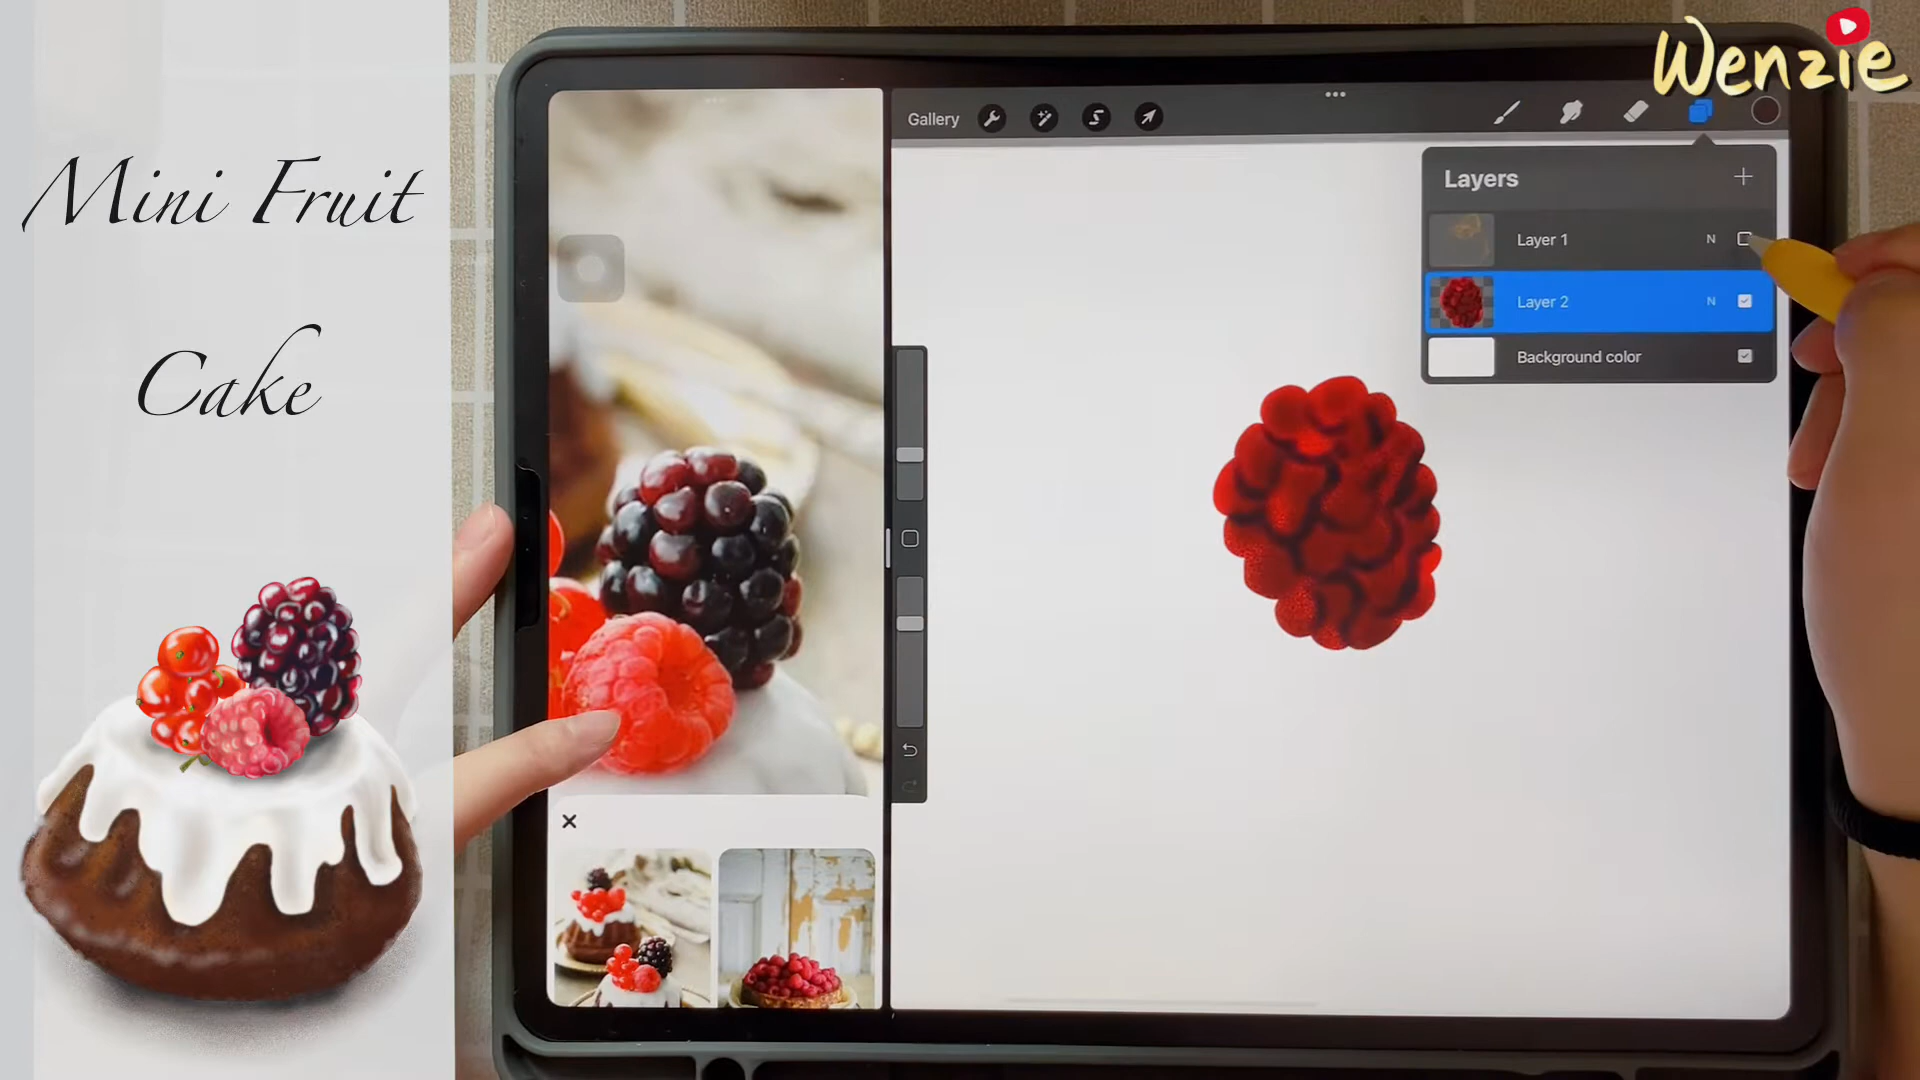 Mini Fruit
Cake
Wenzie
Gallery
Layers
Layer 1
N
Layer 2
N
Background color